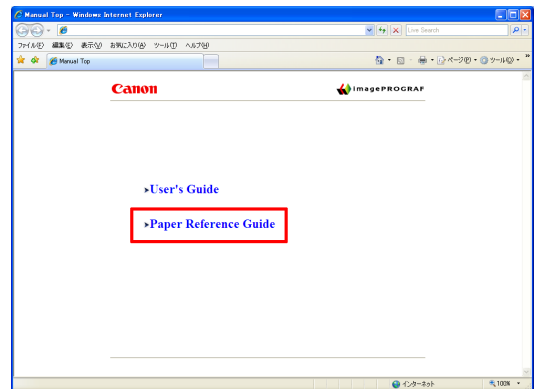 Manual Top - Windows Internet Explorer
Live Search
ファイル(F) 編集(E) 表示(V) お気に入り(A) ツール(T) ヘルプ(H)
Manual Top ページ(P) ツール(O) »
Canon imagePROGRAF
➤User's Guide
➤Paper Reference Guide
インターネット 100%